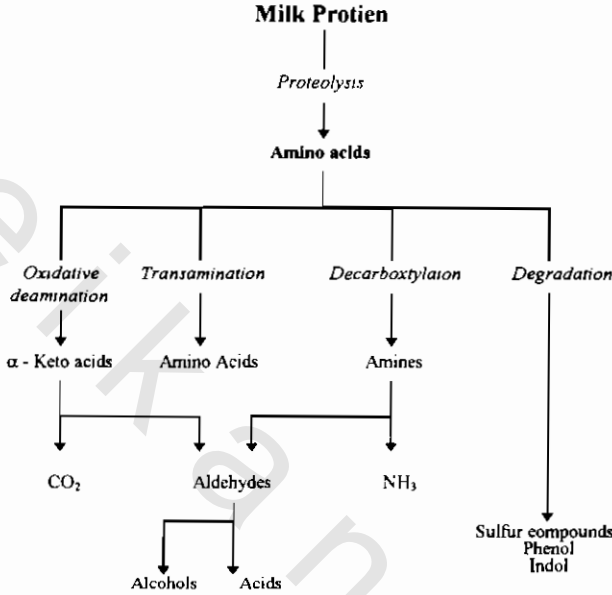 Milk Protien
Proteolysis
Amino acids
Oxidative
deamination
Transamination
Decarboxtylaion
Degradation
α - Keto acids
Amino Acids
Amines
CO₂
Aldehydes
NH₃
Sulfur compounds
Phenol
Indol
Alcohols
Acids